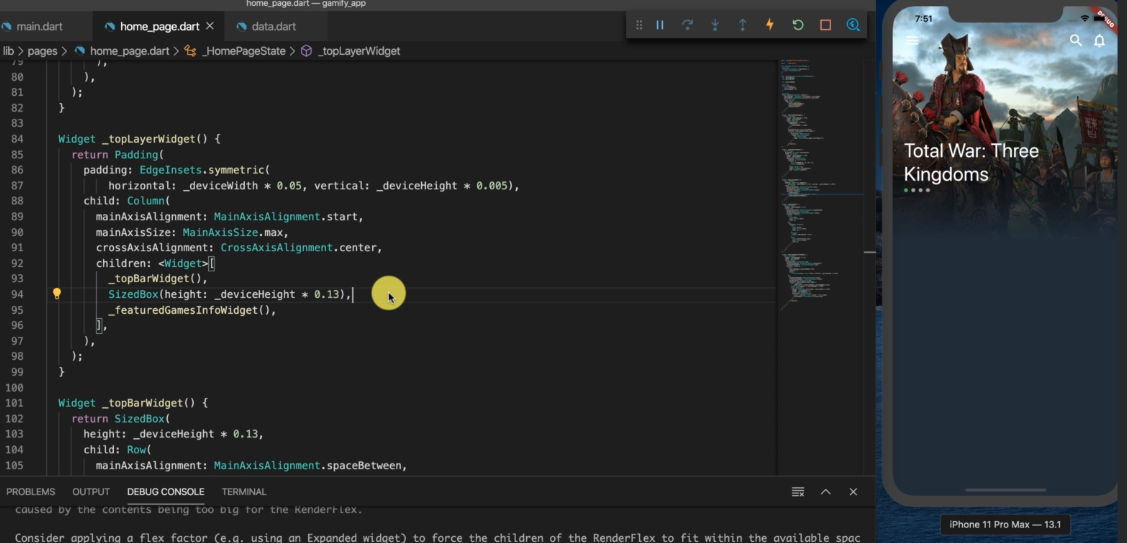 home_page.dart — gamify_app
main.dart
home_page.dart ×
data.dart
lib > pages > home_page.dart > _HomePageState > _topLayerWidget
79 ),
80 ),
81 );
82 }
83
84 Widget _topLayerWidget() {
85 return Padding(
86 padding: EdgeInsets.symmetric(
87 horizontal: _deviceWidth * 0.05, vertical: _deviceHeight * 0.005),
88 child: Column(
89 mainAxisAlignment: MainAxisAlignment.start,
90 mainAxisSize: MainAxisSize.max,
91 crossAxisAlignment: CrossAxisAlignment.center,
92 children: <Widget>[
93 _topBarWidget(),
94 SizedBox(height: _deviceHeight * 0.13),
95 _featuredGamesInfoWidget(),
96 ],
97 ),
98 );
99 }
100
101 Widget _topBarWidget() {
102 return SizedBox(
103 height: _deviceHeight * 0.13,
104 child: Row(
105 mainAxisAlignment: MainAxisAlignment.spaceBetween,
PROBLEMS OUTPUT DEBUG CONSOLE TERMINAL
caused by the contents being too big for the RenderFlex.
Consider applying a flex factor (e.g. using an Expanded widget) to force the children of the RenderFlex to fit within the available spac
7:51
DEBUG
Total War: Three
Kingdoms
iPhone 11 Pro Max — 13.1